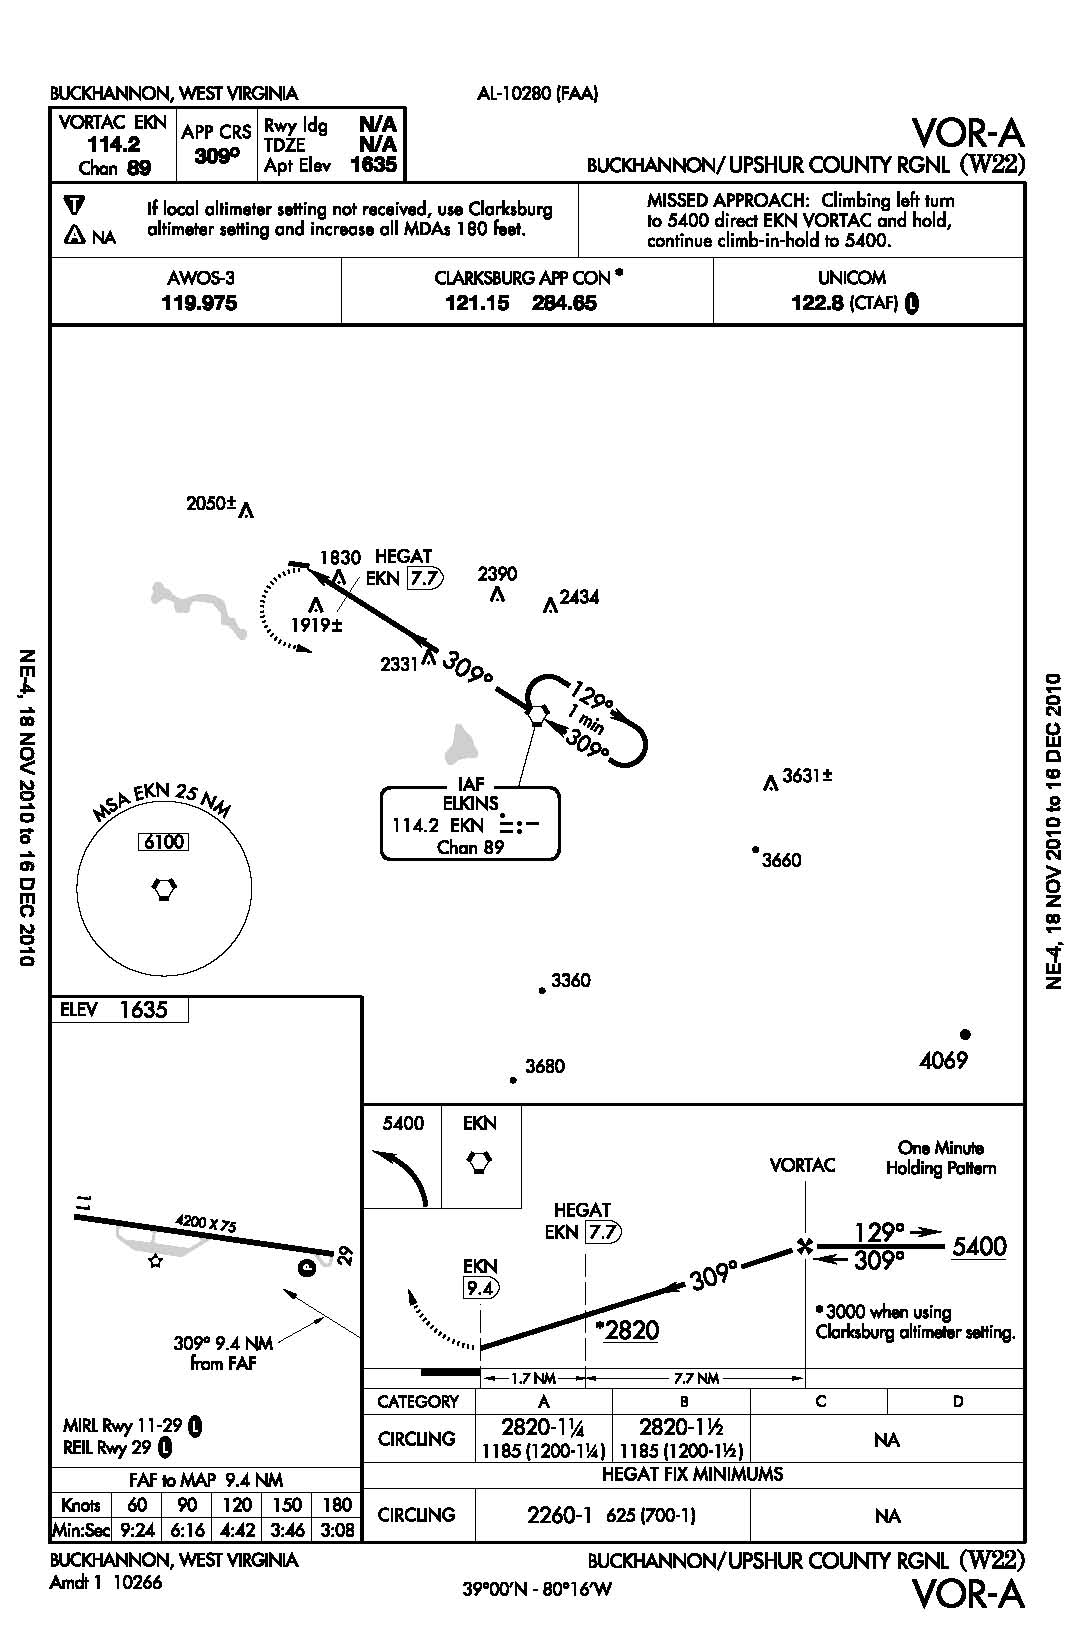 BUCKHANNON, WEST VIRGINIA
AL-10280 (FAA)
VORTAC EKN
114.2
Chan 89
APP CRS
309°
Rwy ldg N/A
TDZE N/A
Apt Elev 1635
VOR-A
BUCKHANNON/UPSHUR COUNTY RGNL (W22)
T
A NA
If local altimeter setting not received, use Clarksburg
altimeter setting and increase all MDAs 180 feet.
MISSED APPROACH: Climbing left turn
to 5400 direct EKN VORTAC and hold,
continue climb-in-hold to 5400.
AWOS-3
119.975
CLARKSBURG APP CON *
121.15 284.65
UNICOM
122.8 (CTAF) L
2050±
1830
HEGAT
EKN 7.7
2390
2434
1919±
2331
309°
129°
1 min
309°
IAF
ELKINS
114.2 EKN
Chan 89
3631±
3660
MSA EKN 25 NM
6100
3360
3680
4069
NE-4, 18 NOV 2010 to 16 DEC 2010
NE-4, 18 NOV 2010 to 16 DEC 2010
ELEV 1635
11
4200 X 75
29
P
309° 9.4 NM
from FAF
MIRL Rwy 11-29 L
REIL Rwy 29 L
FAF to MAP 9.4 NM
Knots 60 90 120 150 180
Min:Sec 9:24 6:16 4:42 3:46 3:08
5400
EKN
VORTAC
One Minute
Holding Pattern
HEGAT
EKN 7.7
EKN
9.4
309°
129°
309°
5400
*2820
*3000 when using
Clarksburg altimeter setting.
1.7 NM
7.7 NM
CATEGORY A B C D
CIRCLING
2820-1¼
1185 (1200-1¼)
2820-1½
1185 (1200-1½)
NA
HEGAT FIX MINIMUMS
CIRCLING 2260-1 625 (700-1) NA
BUCKHANNON, WEST VIRGINIA
Amdt 1 10266
39°00'N - 80°16'W
BUCKHANNON/UPSHUR COUNTY RGNL (W22)
VOR-A